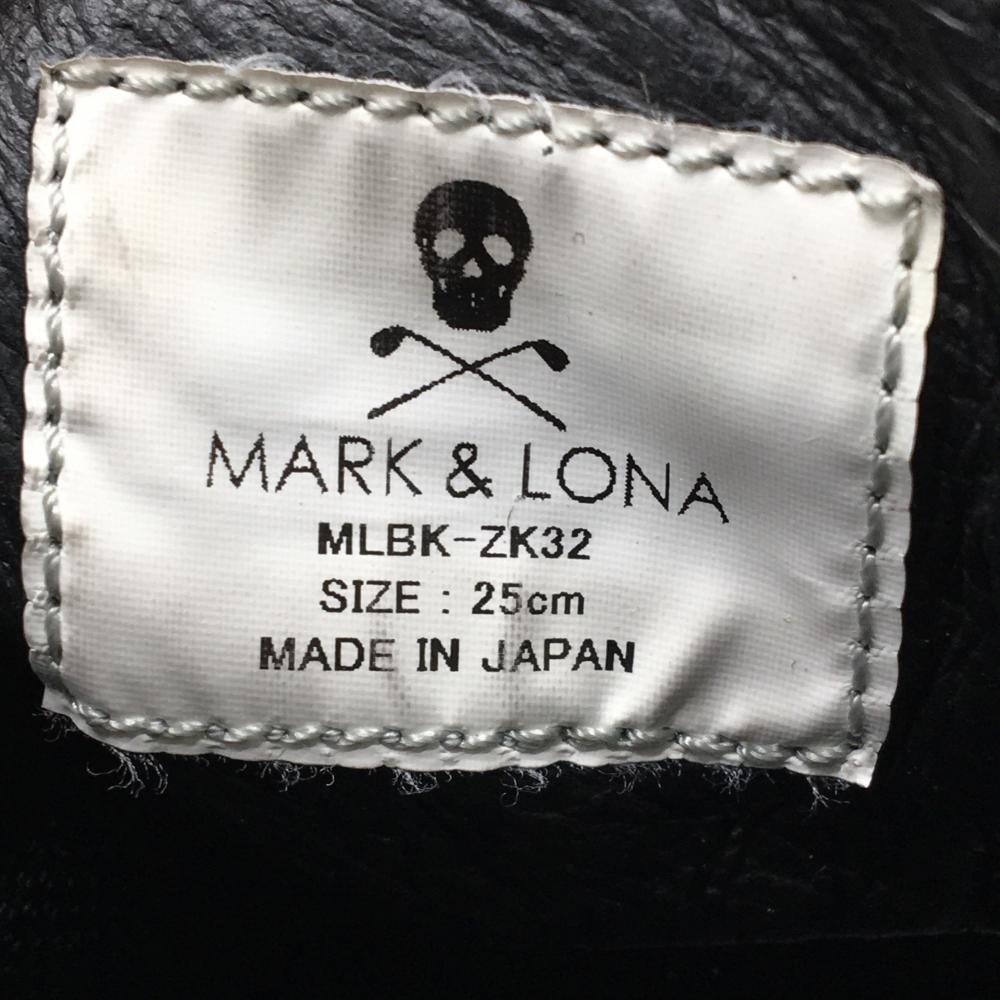 MARK & LONA
MLBK-ZK32
SIZE : 25cm
MADE IN JAPAN